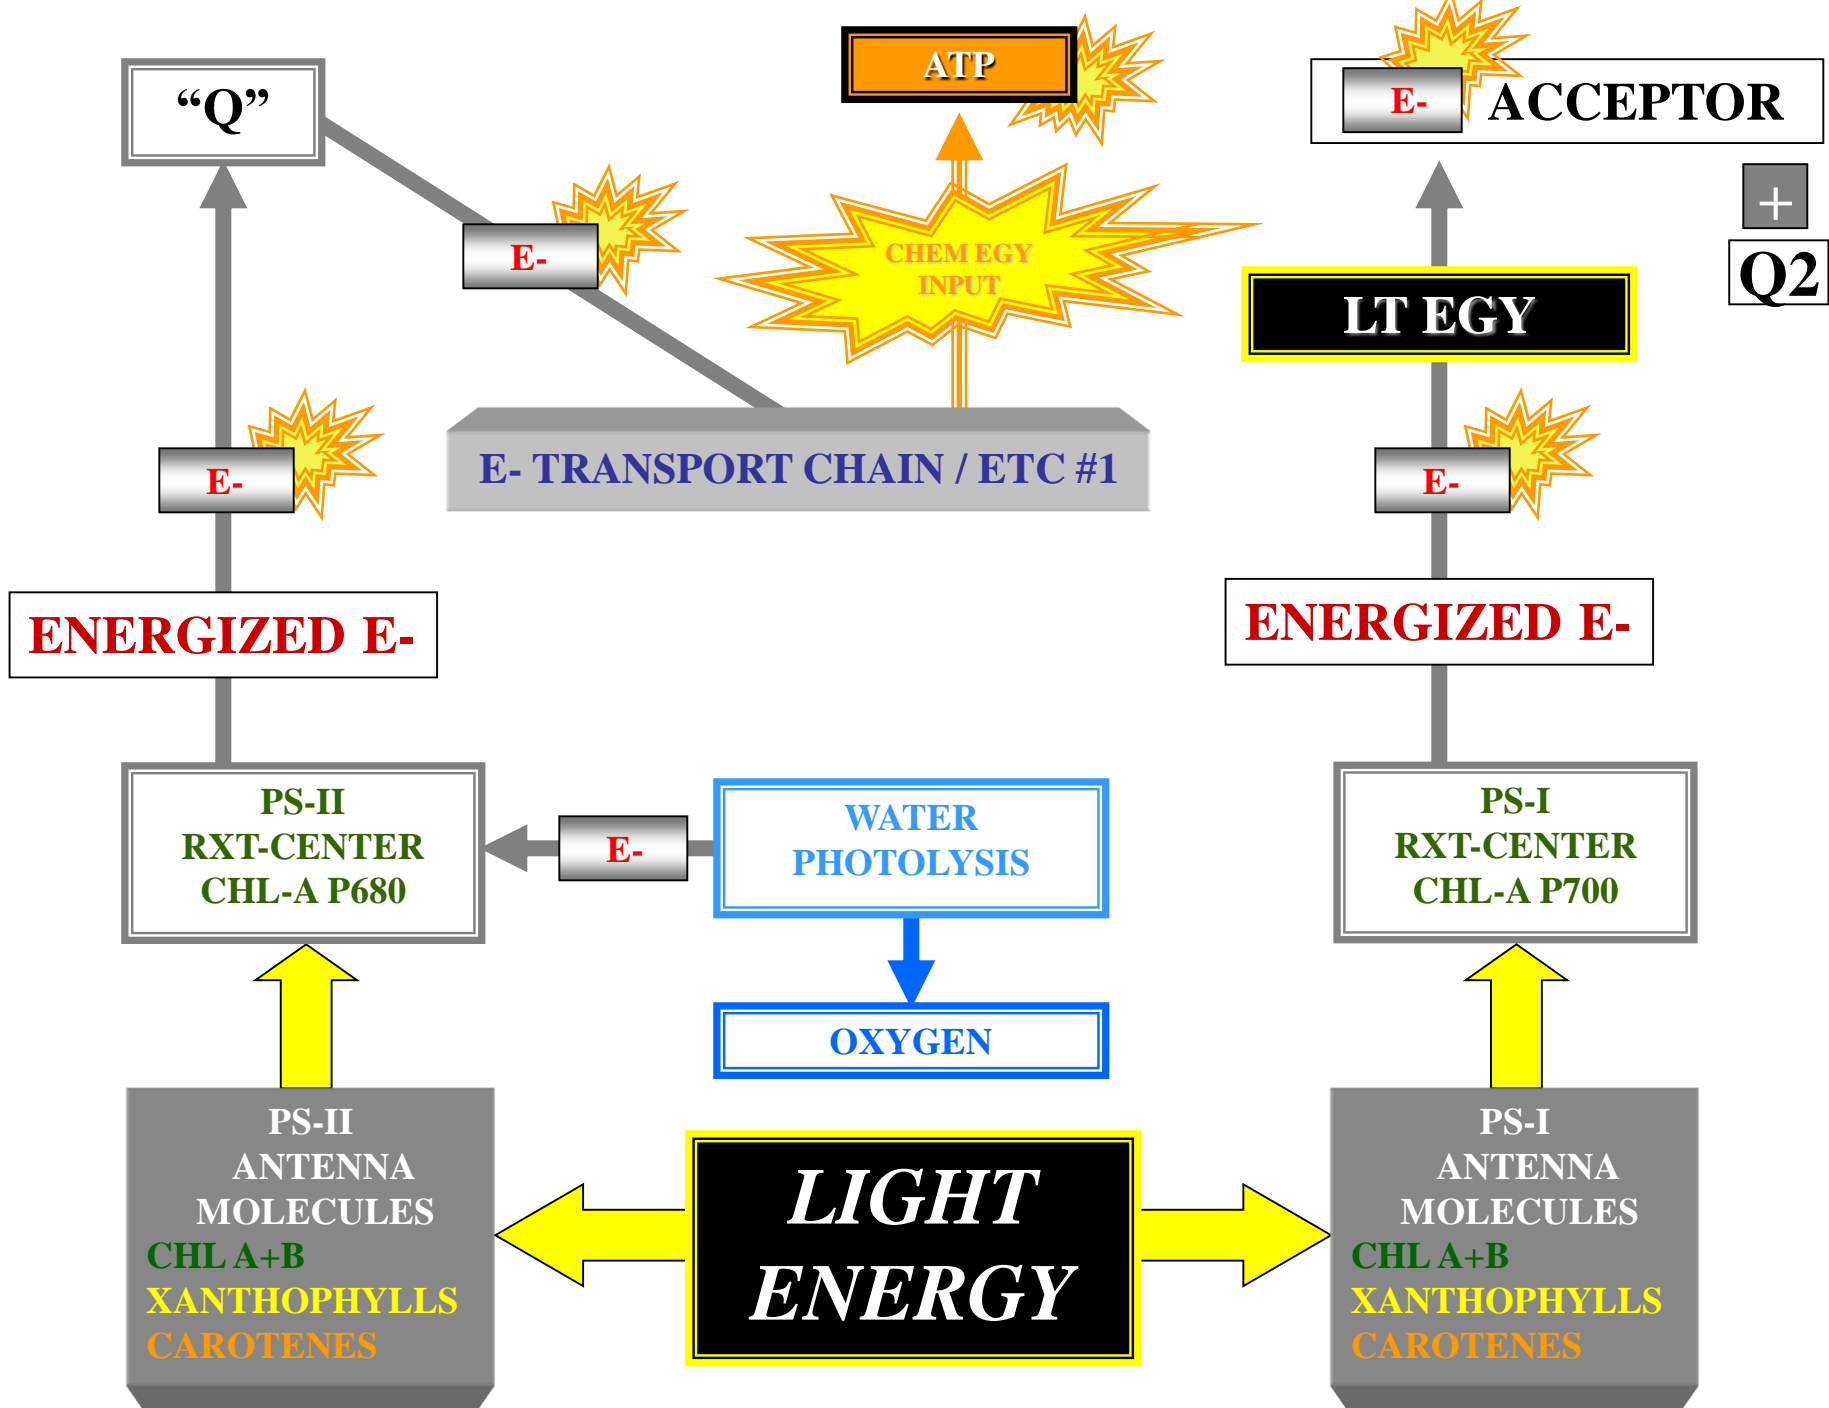 “Q”
ATP
E- ACCEPTOR
+
Q2
E-
CHEM EGY
INPUT
LT EGY
E- TRANSPORT CHAIN / ETC #1
E-
E-
ENERGIZED E-
ENERGIZED E-
PS-II
RXT-CENTER
CHL-A P680
E-
WATER
PHOTOLYSIS
PS-I
RXT-CENTER
CHL-A P700
OXYGEN
PS-II
ANTENNA
MOLECULES
CHL A+B
XANTHOPHYLLS
CAROTENES
LIGHT
ENERGY
PS-I
ANTENNA
MOLECULES
CHL A+B
XANTHOPHYLLS
CAROTENES